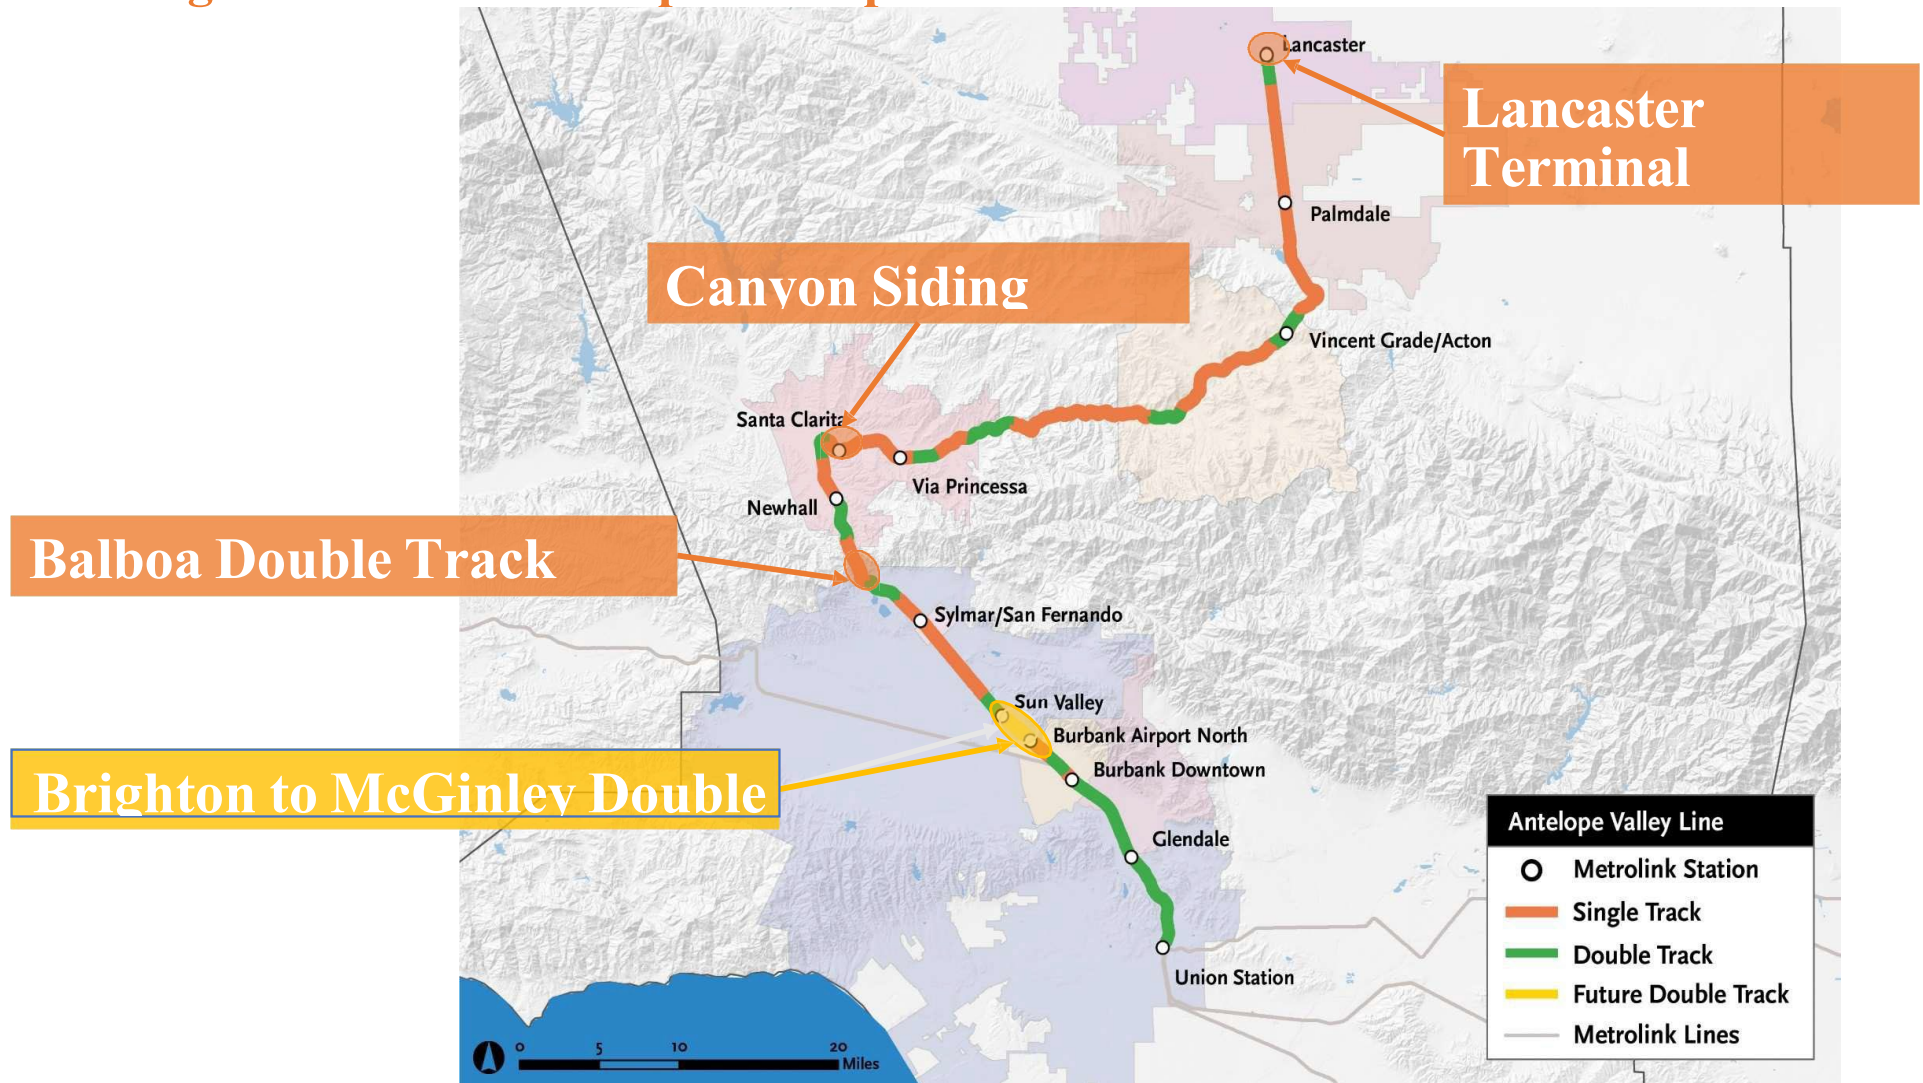 Lancaster
Lancaster
Terminal
Palmdale
Canyon Siding
Vincent Grade/Acton
Santa Clarita
Via Princessa
Newhall
Balboa Double Track
Sylmar/San Fernando
Sun Valley
Burbank Airport North
Brighton to McGinley Double
Burbank Downtown
Glendale
Union Station
Antelope Valley Line
Metrolink Station
Single Track
Double Track
Future Double Track
Metrolink Lines
0 5 10 20
Miles